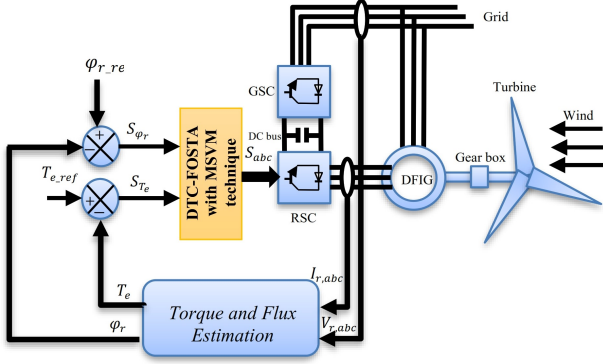 Grid
φr_re
GSC
Turbine
Sφr
DC bus
Wind
Te_ref
STe
DTC-FOSTA
with MSVM
technique
Sabc
Gear box
DFIG
RSC
Te
Ir,abc
φr
Torque and Flux
Estimation
Vr,abc
+
−
+
−